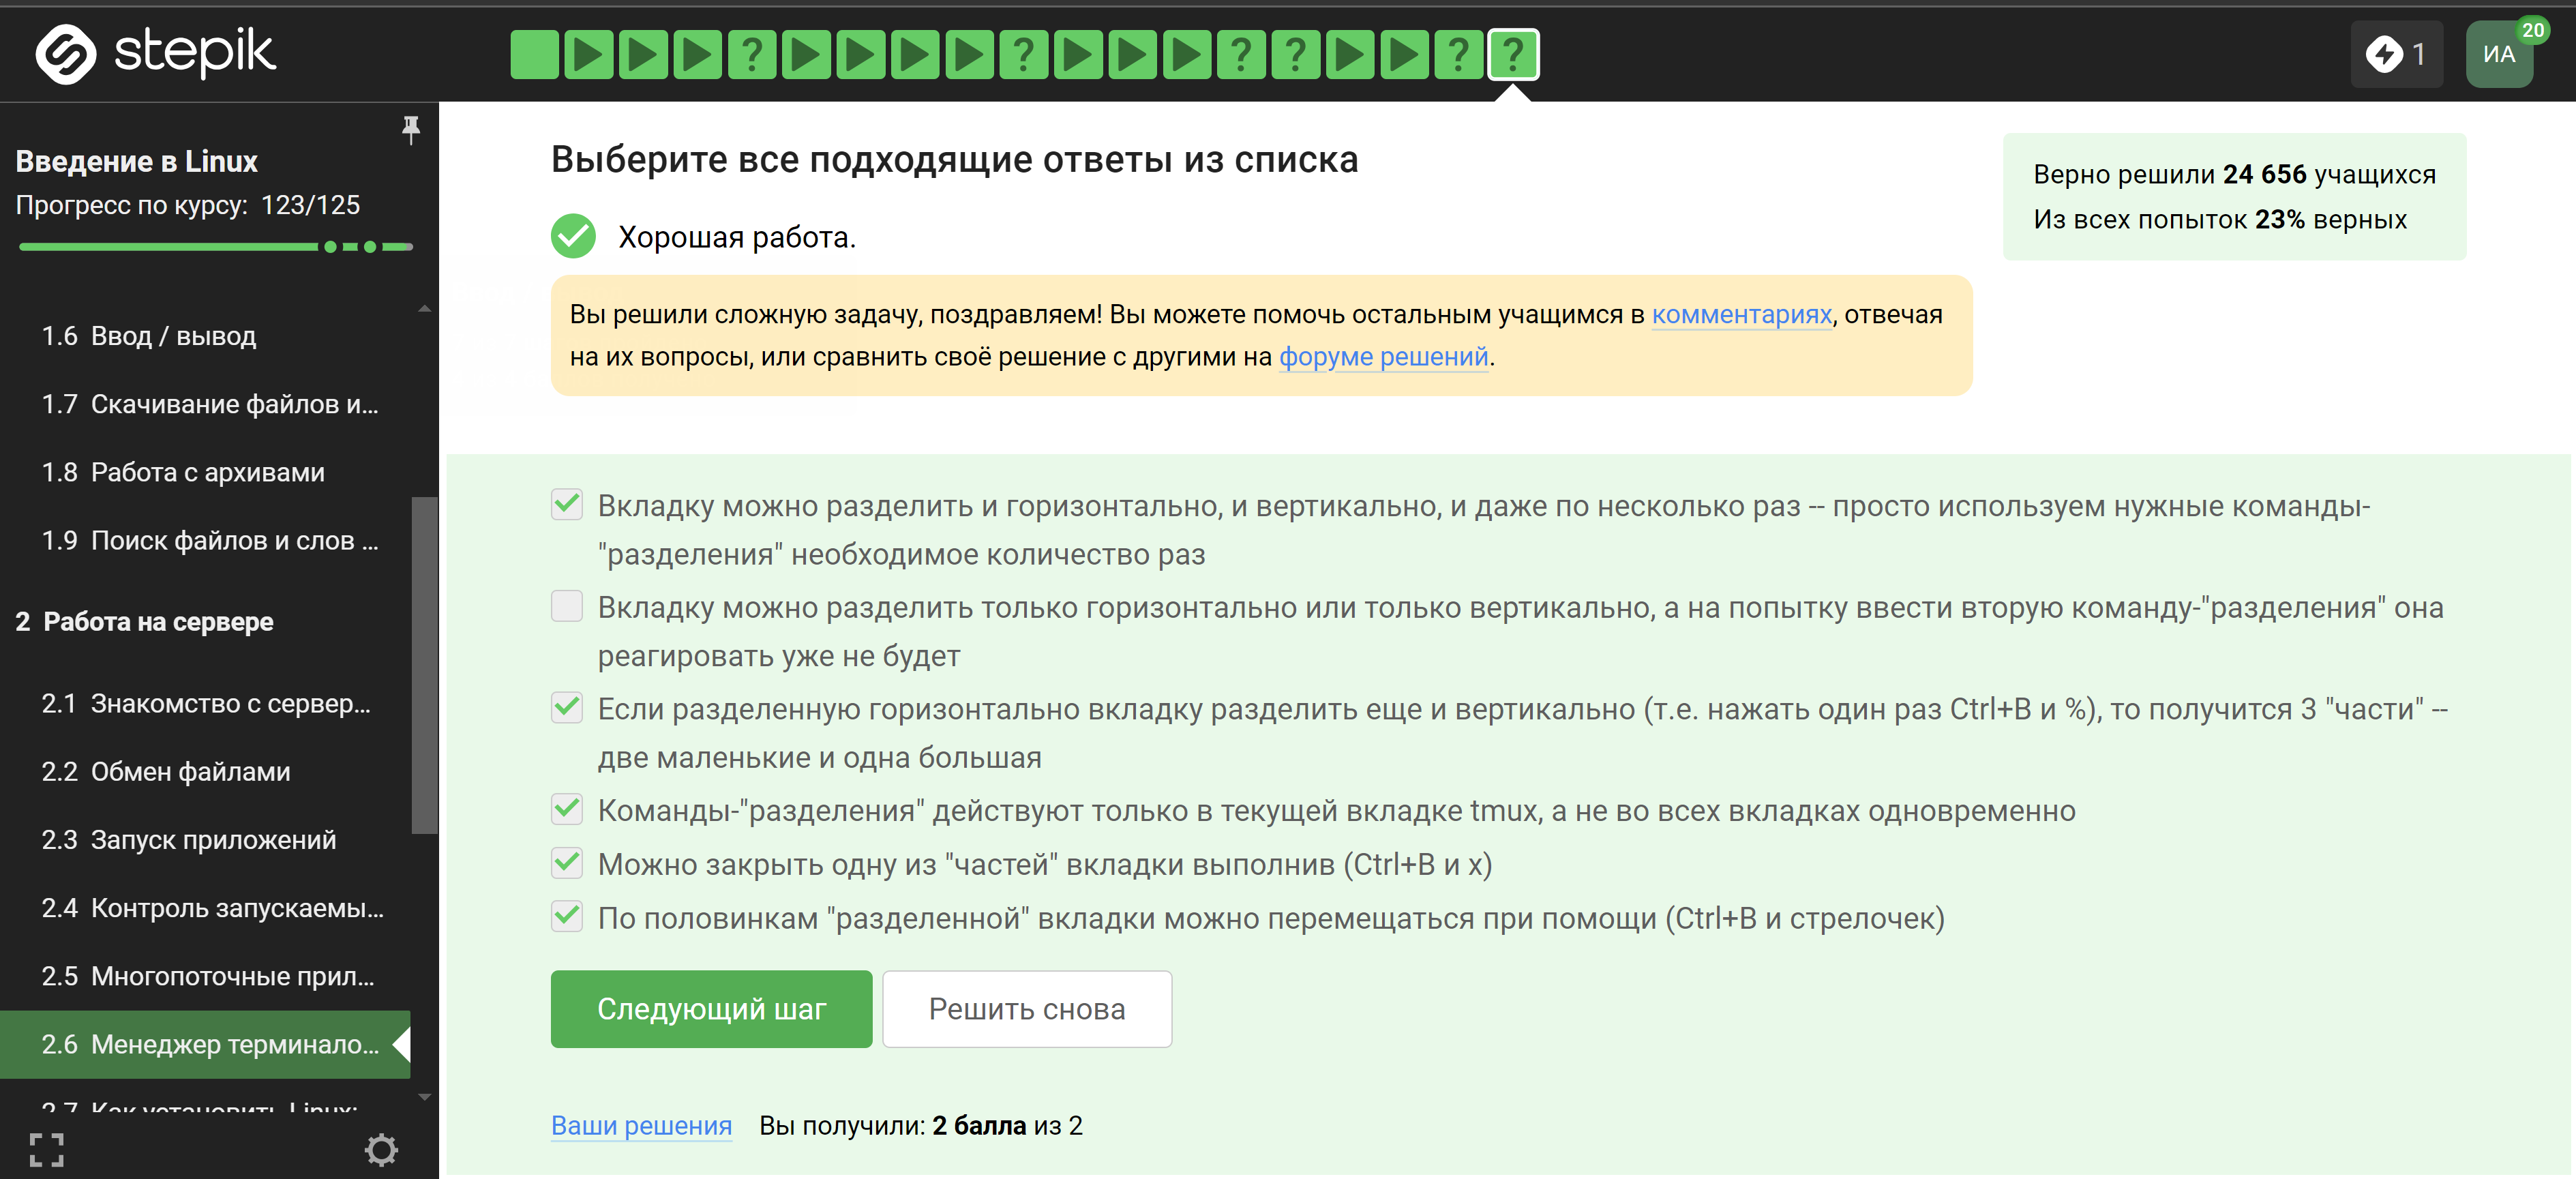 stepik
?
?
?
?
?
?
1
ИА
20
Введение в Linux
Прогресс по курсу: 123/125
1.6 Ввод / вывод
1.7 Скачивание файлов и...
1.8 Работа с архивами
1.9 Поиск файлов и слов ...
2 Работа на сервере
2.1 Знакомство с сервер...
2.2 Обмен файлами
2.3 Запуск приложений
2.4 Контроль запускаемы...
2.5 Многопоточные прил...
2.6 Менеджер терминало...
2.7 Как установить Linux:
Выберите все подходящие ответы из списка
Хорошая работа.
Верно решили 24 656 учащихся
Из всех попыток 23% верных
Вы решили сложную задачу, поздравляем! Вы можете помочь остальным учащимся в комментариях, отвечая
на их вопросы, или сравнить своё решение с другими на форуме решений.
Вкладку можно разделить и горизонтально, и вертикально, и даже по несколько раз -- просто используем нужные команды-
"разделения" необходимое количество раз
Вкладку можно разделить только горизонтально или только вертикально, а на попытку ввести вторую команду-"разделения" она
реагировать уже не будет
Если разделенную горизонтально вкладку разделить еще и вертикально (т.е. нажать один раз Ctrl+B и %), то получится 3 "части" --
две маленькие и одна большая
Команды-"разделения" действуют только в текущей вкладке tmux, а не во всех вкладках одновременно
Можно закрыть одну из "частей" вкладки выполнив (Ctrl+B и x)
По половинкам "разделенной" вкладки можно перемещаться при помощи (Ctrl+B и стрелочек)
Следующий шаг
Решить снова
Ваши решения Вы получили: 2 балла из 2